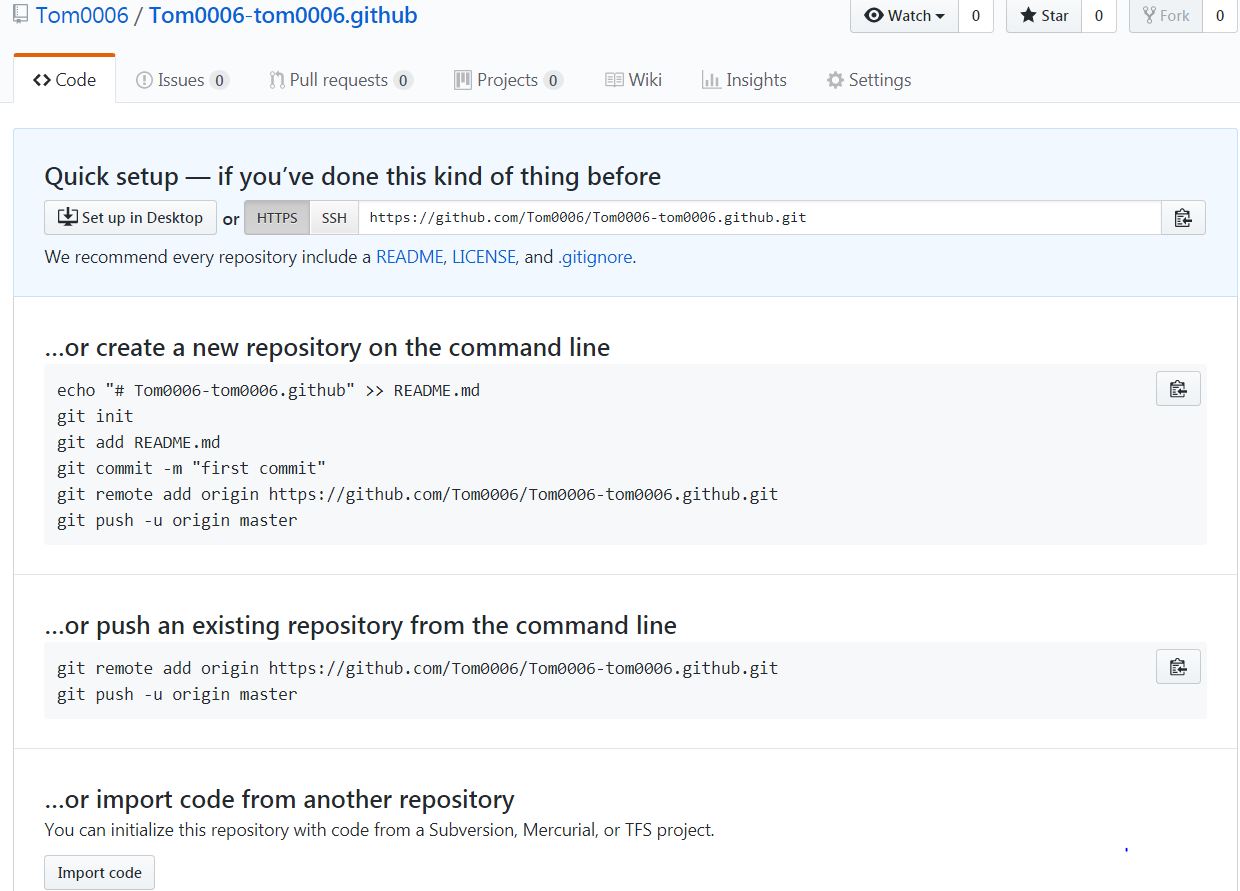 Tom0006 / Tom0006-tom0006.github
Watch 0 Star 0 Fork 0
Code Issues 0 Pull requests 0 Projects 0 Wiki Insights Settings
Quick setup — if you’ve done this kind of thing before
Set up in Desktop or HTTPS SSH https://github.com/Tom0006/Tom0006-tom0006.github.git
We recommend every repository include a README, LICENSE, and .gitignore.
…or create a new repository on the command line
echo "# Tom0006-tom0006.github" >> README.md
git init
git add README.md
git commit -m "first commit"
git remote add origin https://github.com/Tom0006/Tom0006-tom0006.github.git
git push -u origin master
…or push an existing repository from the command line
git remote add origin https://github.com/Tom0006/Tom0006-tom0006.github.git
git push -u origin master
…or import code from another repository
You can initialize this repository with code from a Subversion, Mercurial, or TFS project.
Import code